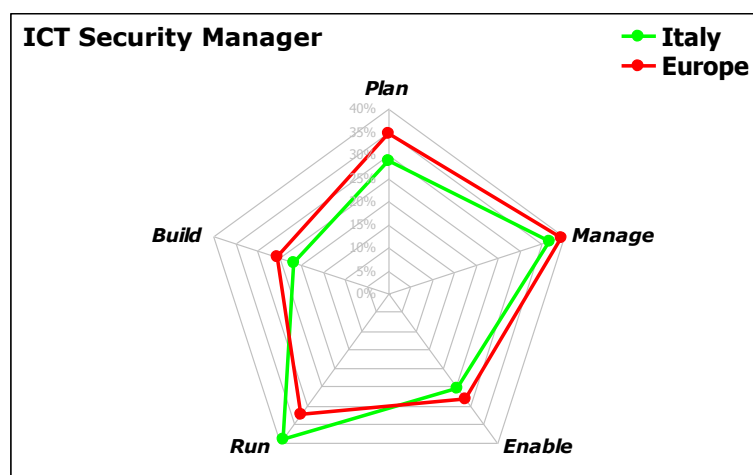 ICT Security Manager
Italy
Europe
Plan
40%
35%
30%
25%
20%
15%
10%
5%
0%
Build
Manage
Run
Enable